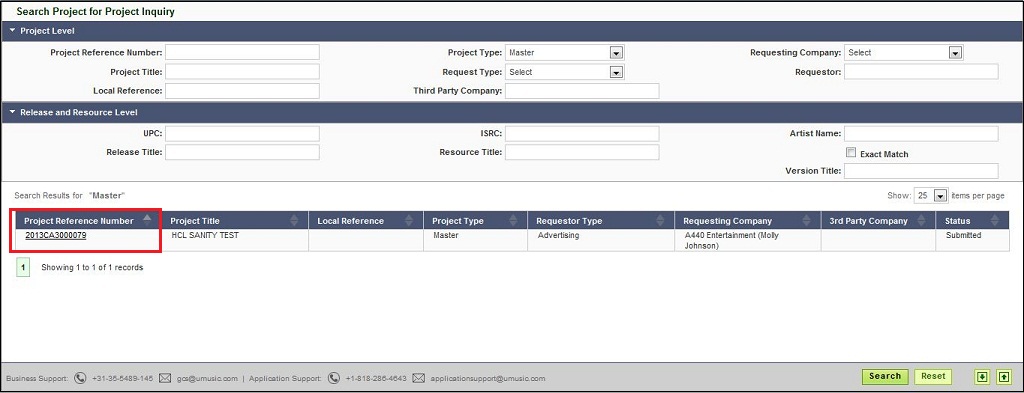 Search Project for Project Inquiry
Project Level
Project Reference Number: Project Type: Master Requesting Company: Select
Project Title: Request Type: Select Requestor:
Local Reference: Third Party Company:
Release and Resource Level
UPC: ISRC: Artist Name:
Release Title: Resource Title: Exact Match
Version Title:
Search Results for "Master" Show: 25 items per page
Project Reference Number Project Title Local Reference Project Type Requestor Type Requesting Company 3rd Party Company Status
2013CA3000079 HCL SANITY TEST Master Advertising A440 Entertainment (Molly Submitted
Johnson)
1 Showing 1 to 1 of 1 records
Business Support: +31-35-5489-146 gcs@umusic.com | Application Support: +1-818-286-4643 applicationsupport@umusic.com Search Reset